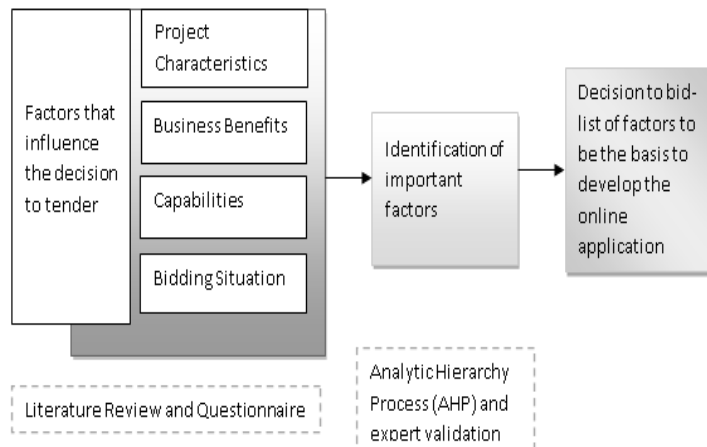 Factors that
influence
the decision
to tender
Project
Characteristics
Business Benefits
Capabilities
Bidding Situation
Identification of
important
factors
Decision to bid-
list of factors to
be the basis to
develop the
online
application
Literature Review and Questionnaire
Analytic Hierarchy
Process (AHP) and
expert validation